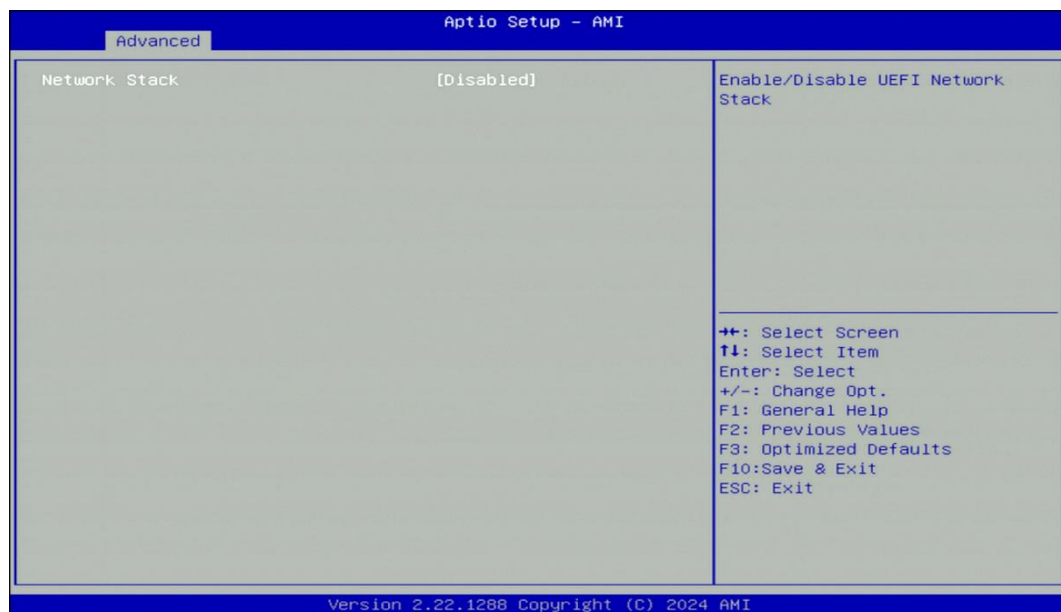 Aptio Setup – AMI
Advanced
Network Stack [Disabled]
Enable/Disable UEFI Network
Stack
→←: Select Screen
↑↓: Select Item
Enter: Select
+/-: Change Opt.
F1: General Help
F2: Previous Values
F3: Optimized Defaults
F10:Save & Exit
ESC: Exit
Version 2.22.1288 Copyright (C) 2024 AMI